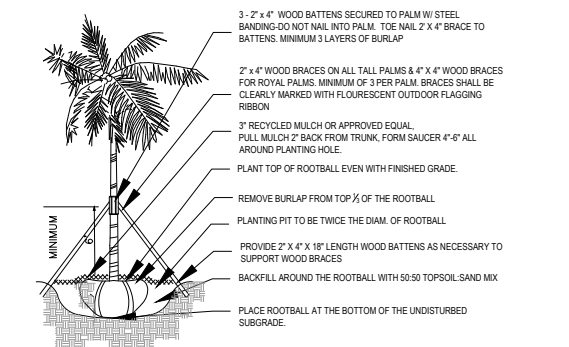 3 - 2" x 4" WOOD BATTENS SECURED TO PALM W/ STEEL
BANDING-DO NOT NAIL INTO PALM. TOE NAIL 2' X 4" BRACE TO
BATTENS. MINIMUM 3 LAYERS OF BURLAP
2" x 4" WOOD BRACES ON ALL TALL PALMS & 4" X 4" WOOD BRACES
FOR ROYAL PALMS. MINIMUM OF 3 PER PALM. BRACES SHALL BE
CLEARLY MARKED WITH FLOURESCENT OUTDOOR FLAGGING
RIBBON
3" RECYCLED MULCH OR APPROVED EQUAL,
PULL MULCH 2" BACK FROM TRUNK, FORM SAUCER 4"-6" ALL
AROUND PLANTING HOLE.
PLANT TOP OF ROOTBALL EVEN WITH FINISHED GRADE.
REMOVE BURLAP FROM TOP ⅓ OF THE ROOTBALL
PLANTING PIT TO BE TWICE THE DIAM. OF ROOTBALL
PROVIDE 2" X 4" X 18" LENGTH WOOD BATTENS AS NECESSARY TO
SUPPORT WOOD BRACES
BACKFILL AROUND THE ROOTBALL WITH 50:50 TOPSOIL:SAND MIX
PLACE ROOTBALL AT THE BOTTOM OF THE UNDISTURBED
SUBGRADE.
MINIMUM
6'